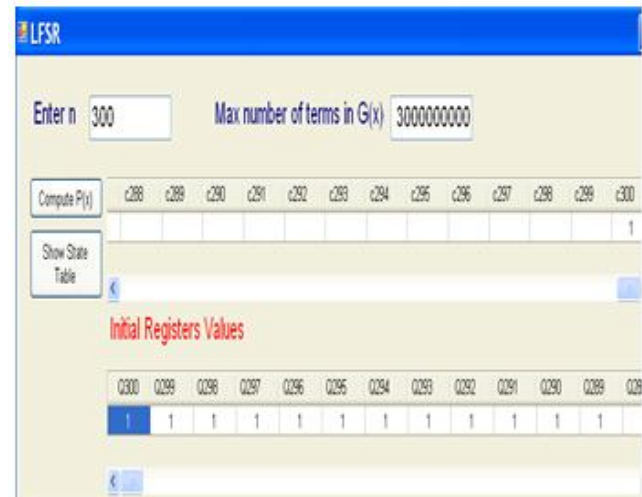 LFSR
Enter n 300 Max number of terms in G(x) 3000000000
Compute P(x) c288 c289 c290 c291 c292 c293 c294 c295 c296 c297 c298 c299 c300
1
Show State
Table
Initial Registers Values
Q300 Q299 Q298 Q297 Q296 Q295 Q294 Q293 Q292 Q291 Q290 Q289
1 1 1 1 1 1 1 1 1 1 1 1